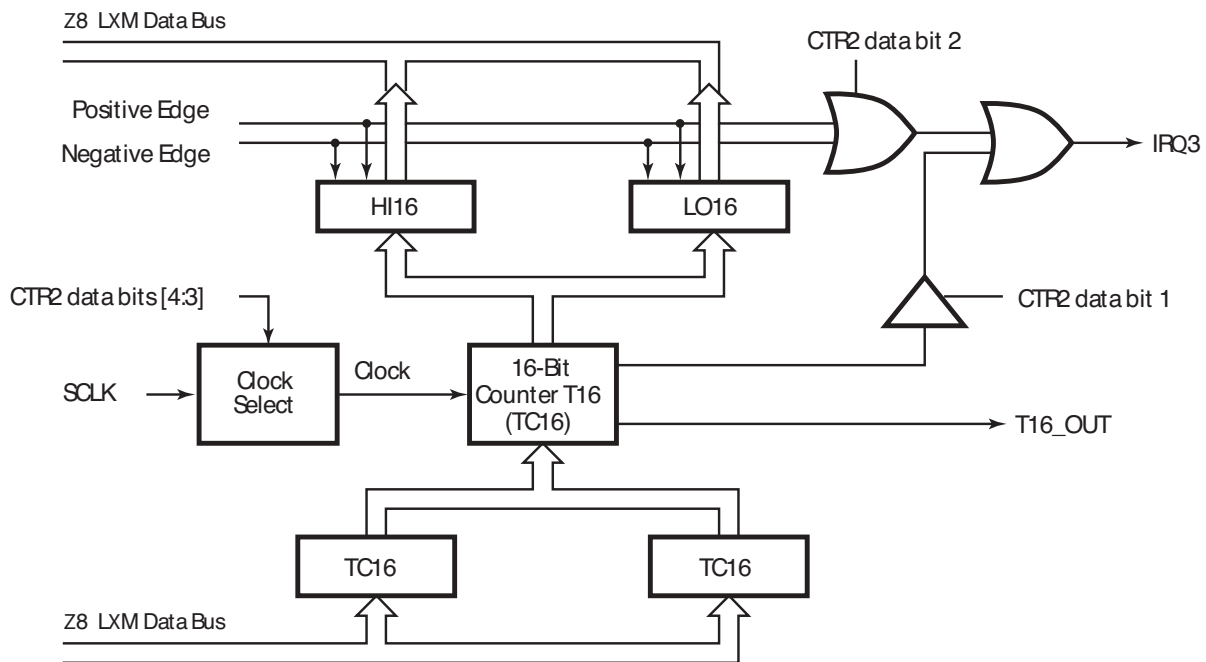 Z8 LXM Data Bus
CTR2 data bit 2
Positive Edge
Negative Edge
IRQ3
HI16
LO16
CTR2 data bits [4:3]
CTR2 data bit 1
SCLK
Clock
Select
Clock
16-Bit
Counter T16
(TC16)
T16_OUT
TC16
TC16
Z8 LXM Data Bus